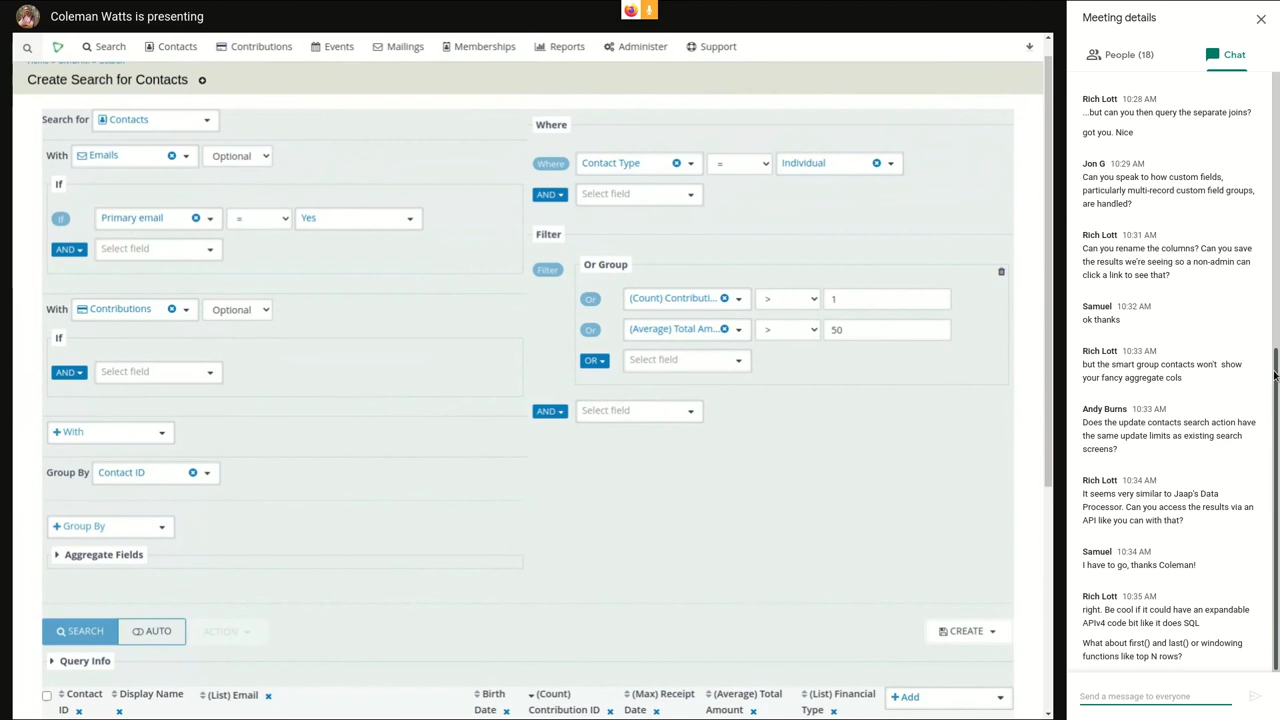 Coleman Watts is presenting
Search Contacts Contributions Events Mailings Memberships Reports Administer Support
Create Search for Contacts
Search for Contacts
With Emails Optional
If
If Primary email = Yes
AND Select field
With Contributions Optional
If
AND Select field
+ With
Group By Contact ID
+ Group By
Aggregate Fields
Where
Where Contact Type = Individual
AND Select field
Filter
Or Group
Filter
Or (Count) Contributi... > 1
Or (Average) Total Am... > 50
OR Select field
AND Select field
SEARCH AUTO ACTION CREATE
Query Info
Contact ID Display Name (List) Email Birth Date (Count) Contribution ID (Max) Receipt Date (Average) Total Amount (List) Financial Type + Add
Meeting details
People (18) Chat
Rich Lott 10:28 AM
...but can you then query the separate joins?
got you. Nice
Jon G 10:29 AM
Can you speak to how custom fields,
particularly multi-record custom field groups,
are handled?
Rich Lott 10:31 AM
Can you rename the columns? Can you save
the results we're seeing so a non-admin can
click a link to see that?
Samuel 10:32 AM
ok thanks
Rich Lott 10:33 AM
but the smart group contacts won't show
your fancy aggregate cols
Andy Burns 10:33 AM
Does the update contacts search action have
the same update limits as existing search
screens?
Rich Lott 10:34 AM
It seems very similar to Jaap's Data
Processor. Can you access the results via an
API like you can with that?
Samuel 10:34 AM
I have to go, thanks Coleman!
Rich Lott 10:35 AM
right. Be cool if it could have an expandable
APIv4 code bit like it does SQL
What about first() and last() or windowing
functions like top N rows?
Send a message to everyone